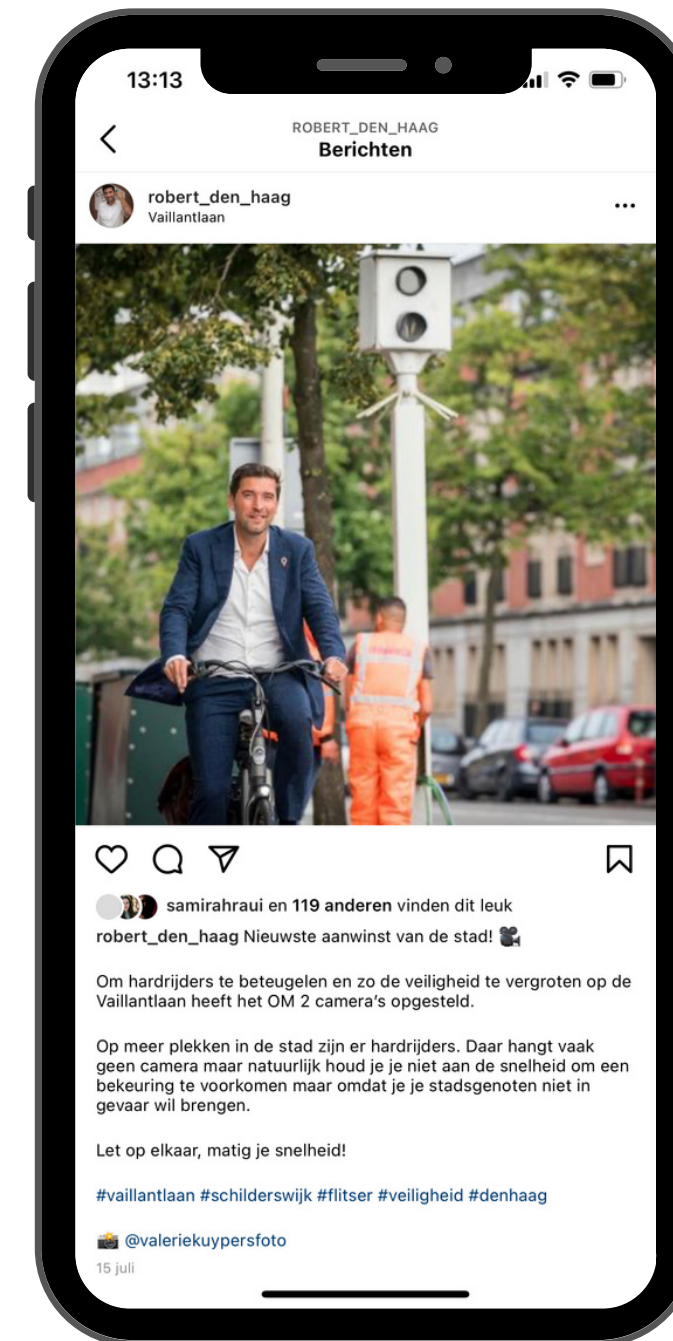 13:13
ROBERT_DEN_HAAG
Berichten
robert_den_haag
Vaillantlaan
samirahraui en 119 anderen vinden dit leuk
robert_den_haag Nieuwste aanwinst van de stad! 🎥
Om hardrijders te beteugelen en zo de veiligheid te vergroten op de
Vaillantlaan heeft het OM 2 camera's opgesteld.
Op meer plekken in de stad zijn er hardrijders. Daar hangt vaak
geen camera maar natuurlijk houd je je niet aan de snelheid om een
bekeuring te voorkomen maar omdat je je stadsgenoten niet in
gevaar wil brengen.
Let op elkaar, matig je snelheid!
#vaillantlaan #schilderswijk #flitser #veiligheid #denhaag
📸 @valeriekuypersfoto
15 juli